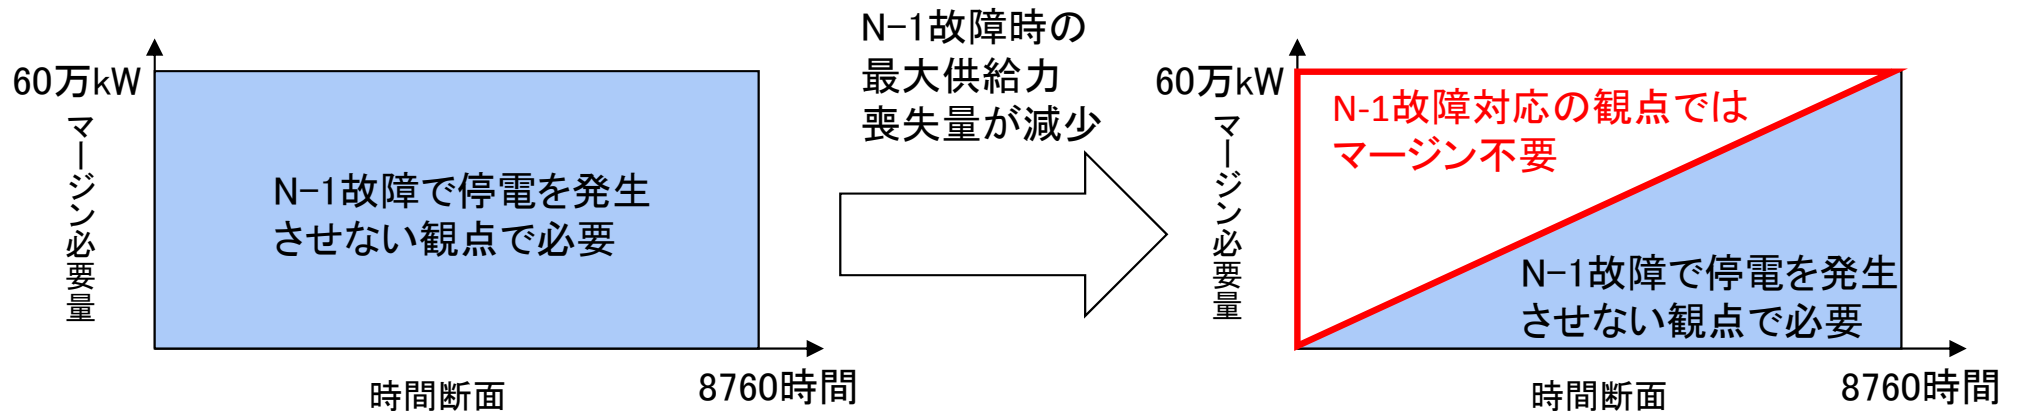 60万kW
マージン必要量
N-1故障で停電を発生
させない観点で必要
時間断面
8760時間
N-1故障時の
最大供給力
喪失量が減少
60万kW
マージン必要量
N-1故障対応の観点では
マージン不要
N-1故障で停電を発生
させない観点で必要
時間断面
8760時間